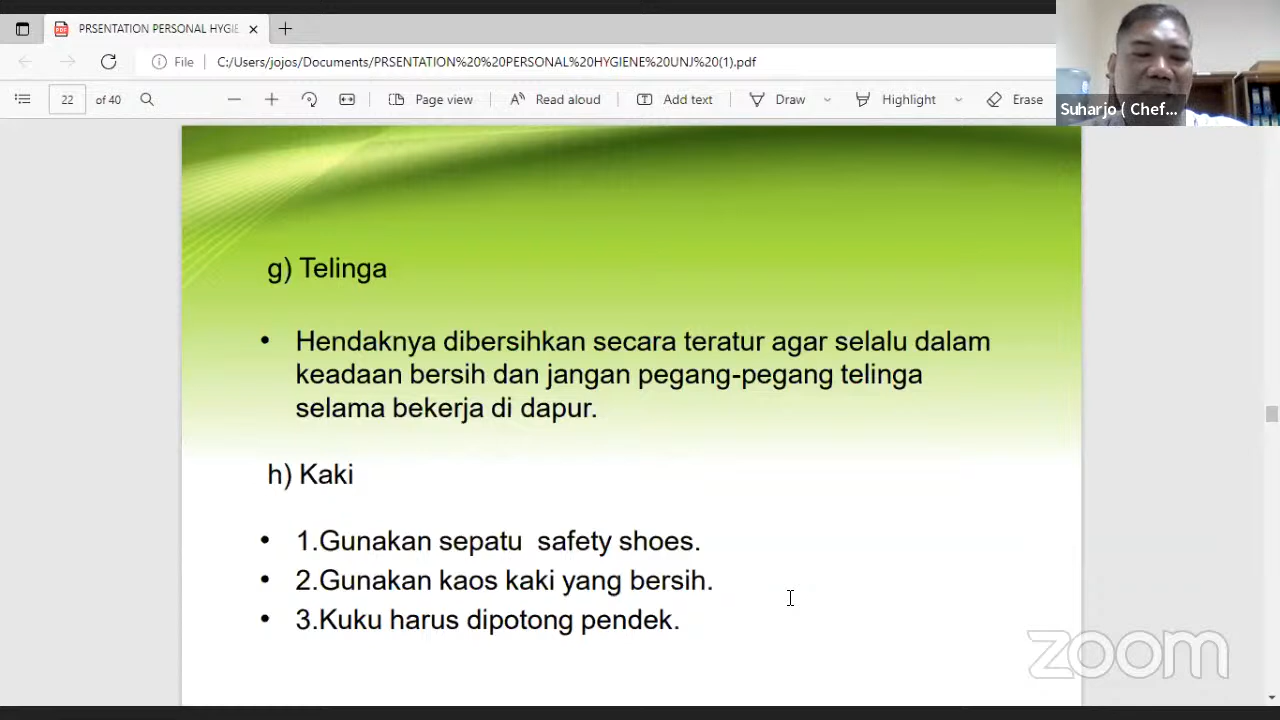 PRSENTATION PERSONAL HYGIE
File
C:/Users/jojos/Documents/PRSENTATION%20%20PERSONAL%20HYGIENE%20UNJ%20(1).pdf
22 of 40
Page view
Read aloud
Add text
Draw
Highlight
Erase
Suharjo ( Chef...
g) Telinga
• Hendaknya dibersihkan secara teratur agar selalu dalam
keadaan bersih dan jangan pegang-pegang telinga
selama bekerja di dapur.
h) Kaki
• 1.Gunakan sepatu  safety shoes.
• 2.Gunakan kaos kaki yang bersih.
• 3.Kuku harus dipotong pendek.
zoom